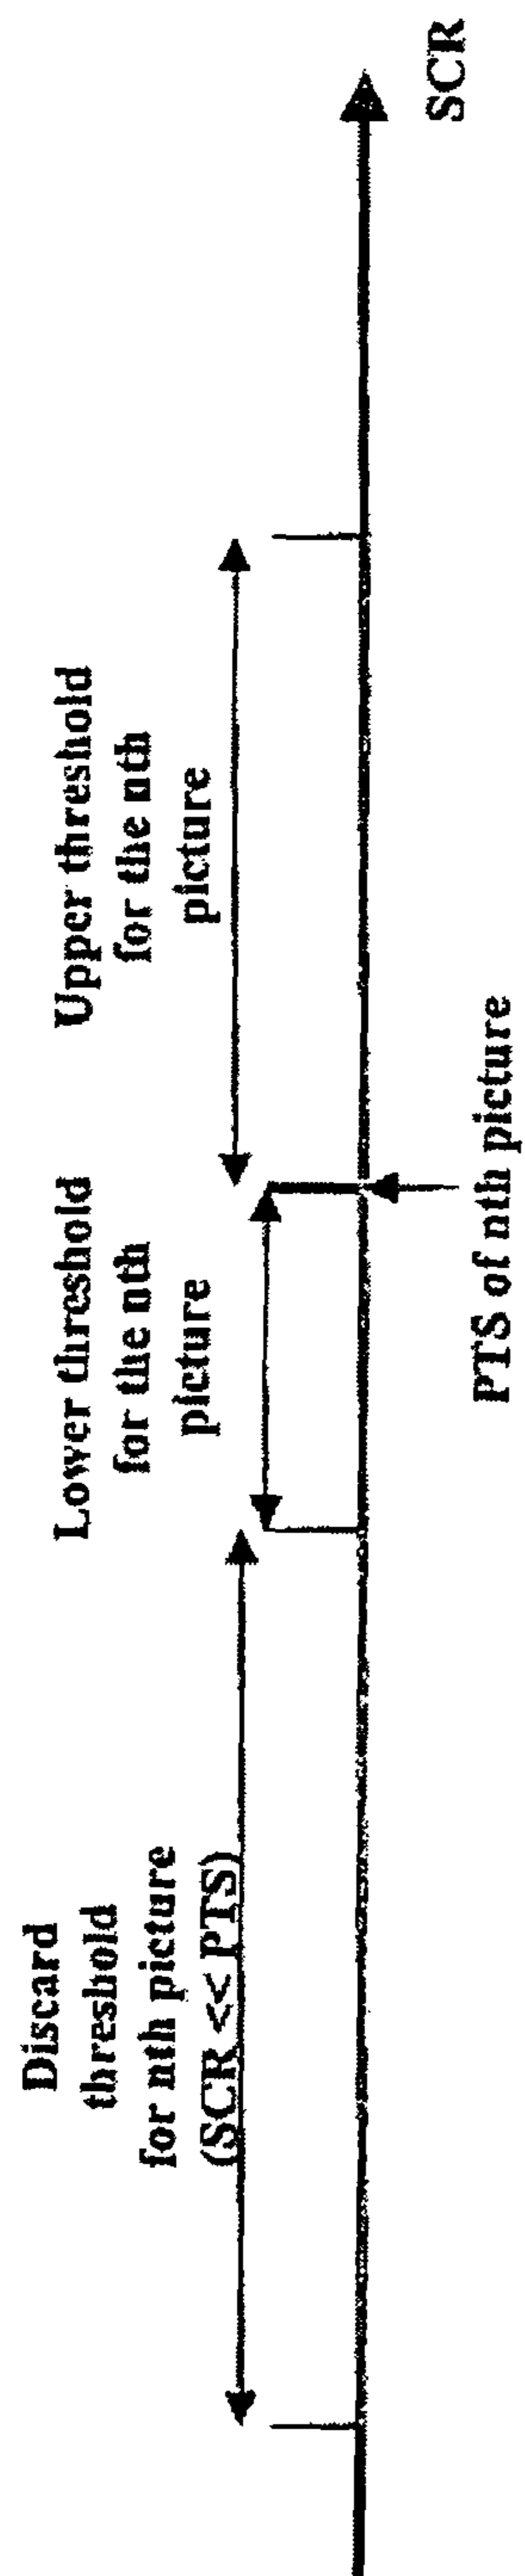 Discard
threshold
for nth picture
(SCR << PTS)
Lower threshold
for the nth
picture
Upper threshold
for the nth
picture
PTS of nth picture
SCR